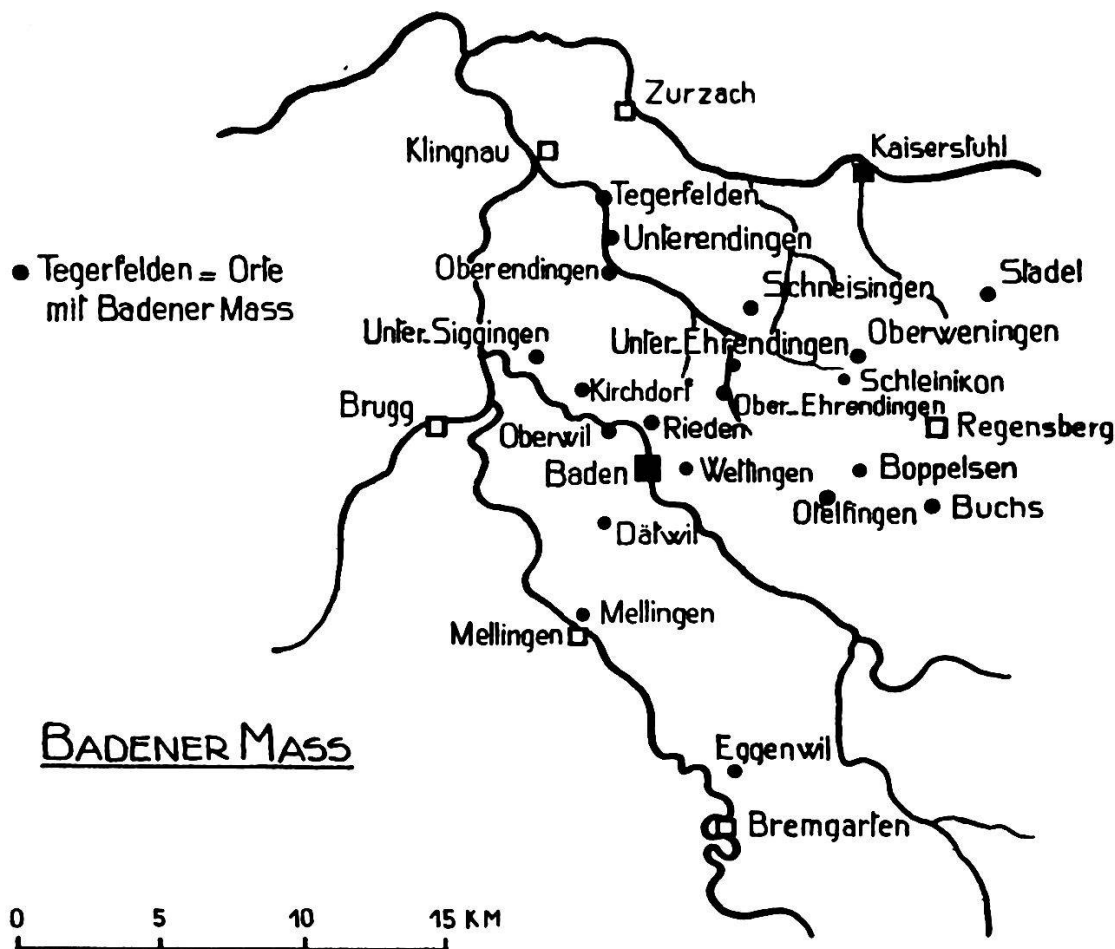 Zurzach
Klingnau
Kaiserstuhl
Tegerfelden
Unterendingen
Oberendingen
Tegerfelden = Orte
mit Badener Mass
Schneisingen
Stadel
Unter-Siggingen
Unter-Ehrendingen
Oberweningen
Kirchdorf
Schleinikon
Ober-Ehrendingen
Brugg
Oberwil
Rieden
Regensberg
Baden
Wettingen
Boppelsen
Otelfingen
Buchs
Dätwil
Mellingen
Mellingen
BADENER MASS
Eggenwil
Bremgarten
0 5 10 15 KM